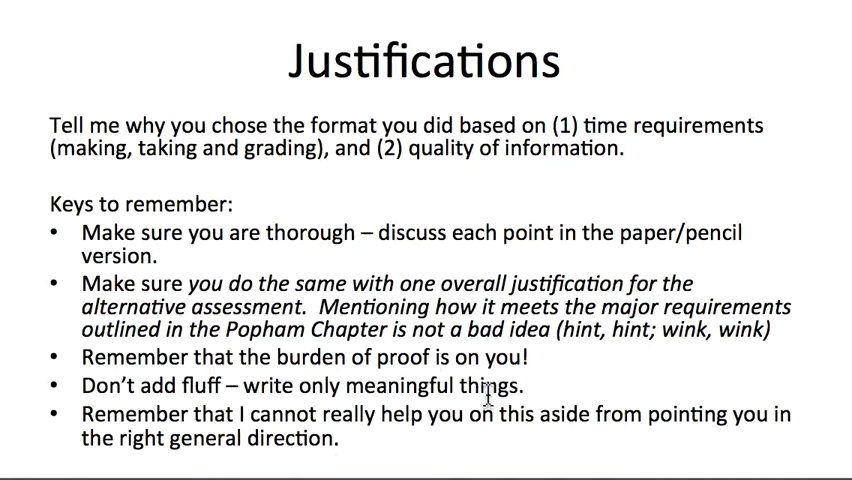 Justifications
Tell me why you chose the format you did based on (1) time requirements
(making, taking and grading), and (2) quality of information.
Keys to remember:
• Make sure you are thorough – discuss each point in the paper/pencil
version.
• Make sure you do the same with one overall justification for the
alternative assessment. Mentioning how it meets the major requirements
outlined in the Popham Chapter is not a bad idea (hint, hint; wink, wink)
• Remember that the burden of proof is on you!
• Don't add fluff – write only meaningful things.
• Remember that I cannot really help you on this aside from pointing you in
the right general direction.